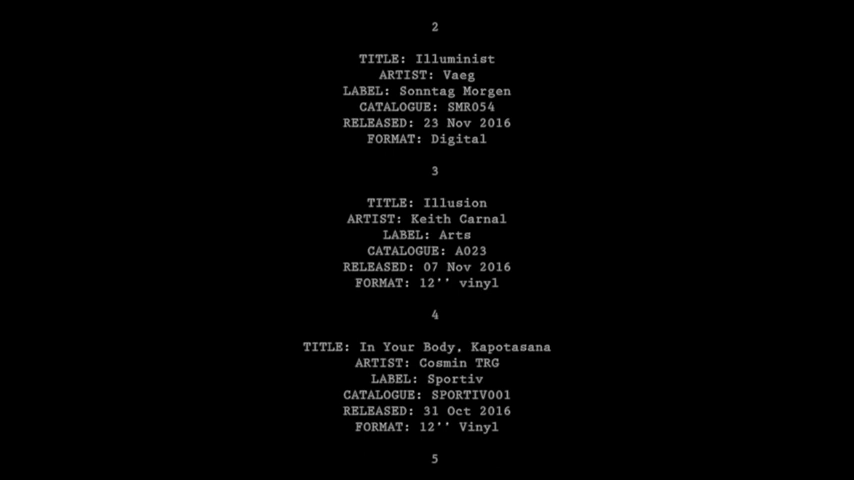 2
TITLE: Illuminist
ARTIST: Vaeg
LABEL: Sonntag Morgen
CATALOGUE: SMR054
RELEASED: 23 Nov 2016
FORMAT: Digital
3
TITLE: Illusion
ARTIST: Keith Carnal
LABEL: Arts
CATALOGUE: A023
RELEASED: 07 Nov 2016
FORMAT: 12'' vinyl
4
TITLE: In Your Body, Kapotasana
ARTIST: Cosmin TRG
LABEL: Sportiv
CATALOGUE: SPORTIV001
RELEASED: 31 Oct 2016
FORMAT: 12'' Vinyl
5